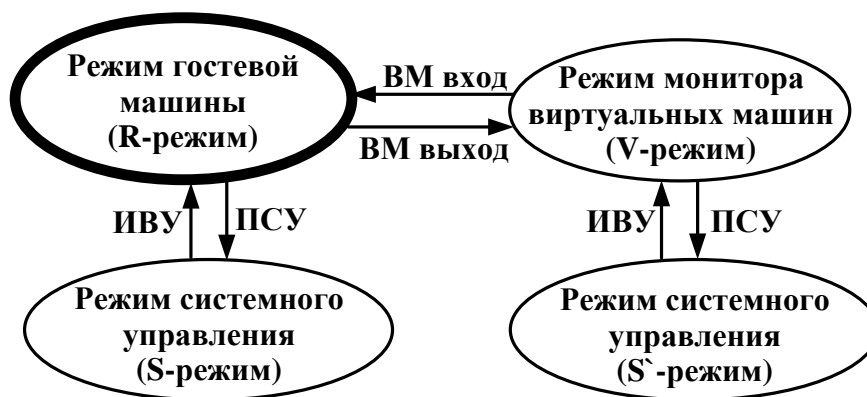 Режим гостевой
машины
(R-режим)
ВМ вход
ВМ выход
Режим монитора
виртуальных машин
(V-режим)
ИВУ
ПСУ
ИВУ
ПСУ
Режим системного
управления
(S-режим)
Режим системного
управления
(S`-режим)